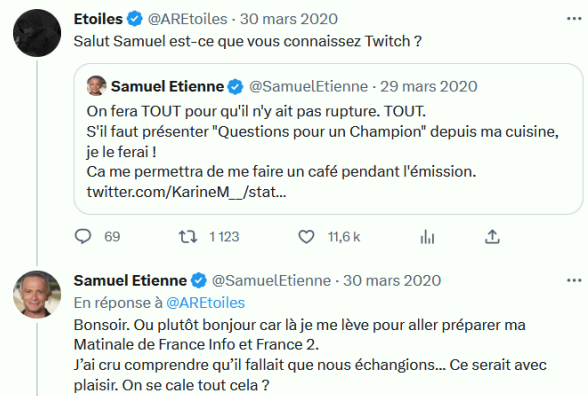 Etoiles @AREtoiles · 30 mars 2020
Salut Samuel est-ce que vous connaissez Twitch ?
Samuel Etienne @SamuelEtienne · 29 mars 2020
On fera TOUT pour qu'il n'y ait pas rupture. TOUT.
S'il faut présenter "Questions pour un Champion" depuis ma cuisine,
je le ferai !
Ca me permettra de me faire un café pendant l'émission.
twitter.com/KarineM__/stat...
69 1 123 11,6 k
Samuel Etienne @SamuelEtienne · 30 mars 2020
En réponse à @AREtoiles
Bonsoir. Ou plutôt bonjour car là je me lève pour aller préparer ma
Matinale de France Info et France 2.
J'ai cru comprendre qu'il fallait que nous échangions... Ce serait avec
plaisir. On se cale tout cela ?